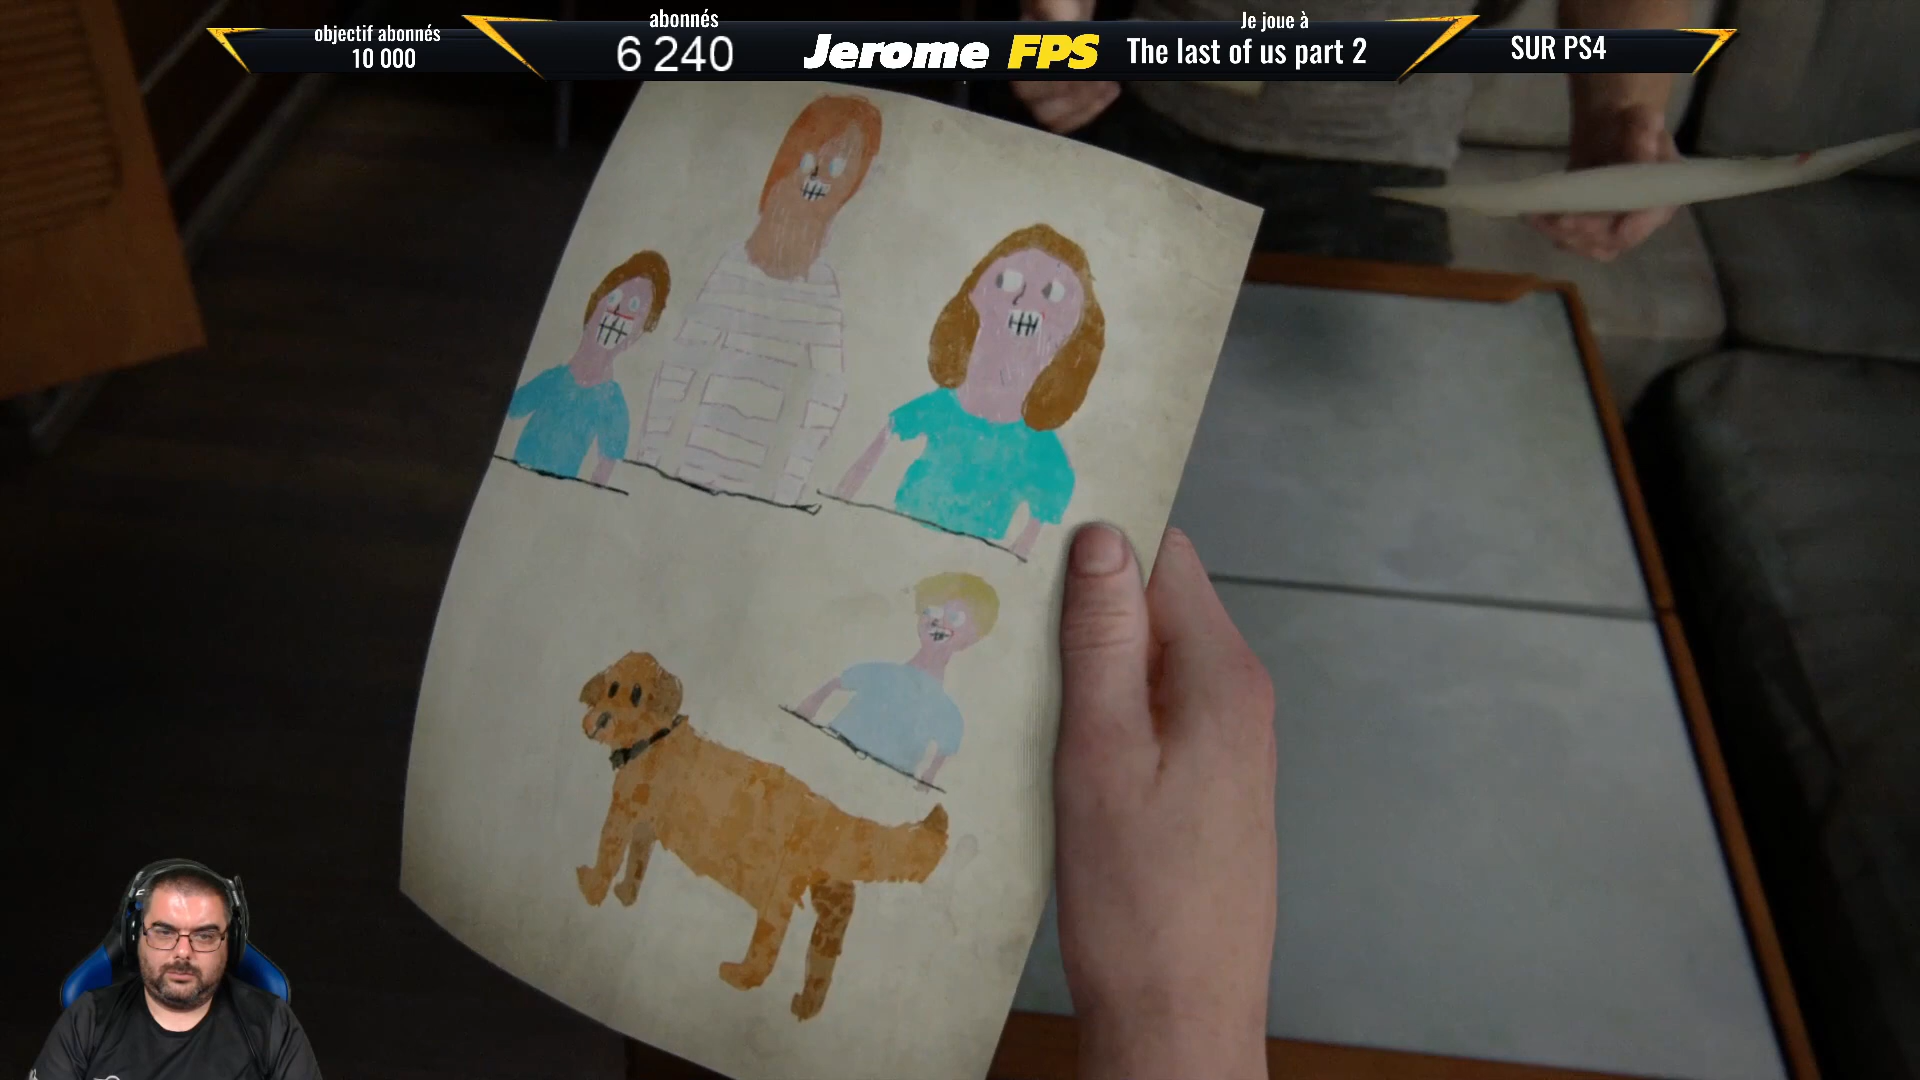 objectif abonnés
10 000
abonnés
6 240
Jerome FPS
Je joue à
The last of us part 2
SUR PS4